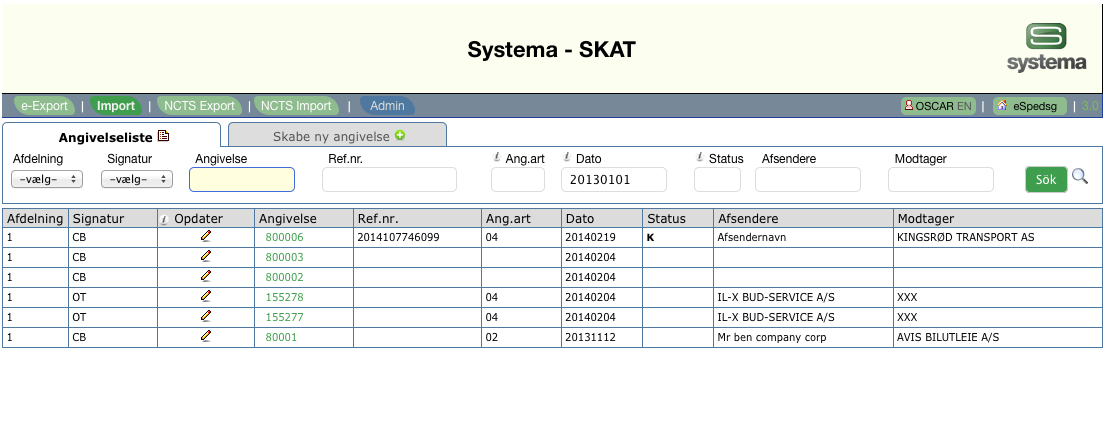 Systema - SKAT
systema
e-Export | Import | NCTS Export | NCTS Import | Admin
OSCAR EN | eSpedsg | 3.0
Angivelseliste Skabe ny angivelse
Afdelning Signatur Angivelse Ref.nr. i Ang.art i Dato i Status Afsendere Modtager
-vælg- -vælg- 20130101 Sök
Afdelning Signatur i Opdater Angivelse Ref.nr. Ang.art Dato Status Afsendere Modtager
1 CB 800006 2014107746099 04 20140219 K Afsendernavn KINGSRØD TRANSPORT AS
1 CB 800003 20140204
1 CB 800002 20140204
1 OT 155278 04 20140204 IL-X BUD-SERVICE A/S XXX
1 OT 155277 04 20140204 IL-X BUD-SERVICE A/S XXX
1 CB 80001 02 20131112 Mr ben company corp AVIS BILUTLEIE A/S